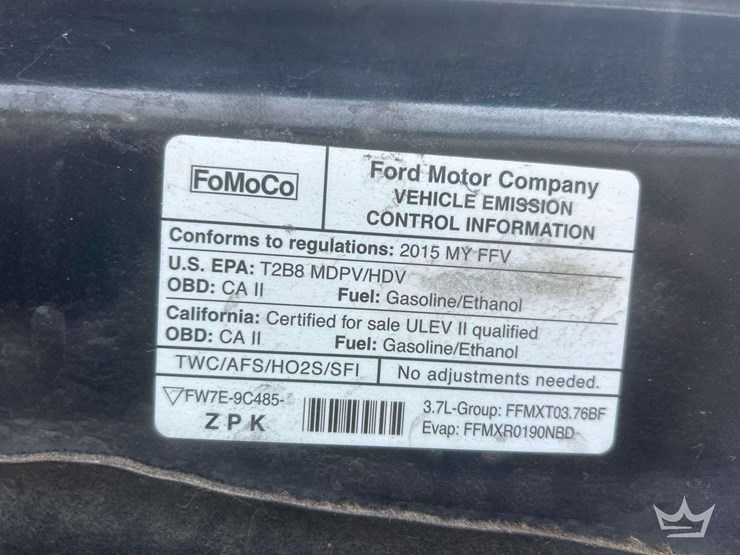 FoMoCo
Ford Motor Company
VEHICLE EMISSION
CONTROL INFORMATION
Conforms to regulations: 2015 MY FFV
U.S. EPA: T2B8 MDPV/HDV
OBD: CA II Fuel: Gasoline/Ethanol
California: Certified for sale ULEV II qualified
OBD: CA II Fuel: Gasoline/Ethanol
TWC/AFS/HO2S/SFI No adjustments needed.
FW7E-9C485-
Z P K
3.7L-Group: FFMXT03.76BF
Evap: FFMXR0190NBD